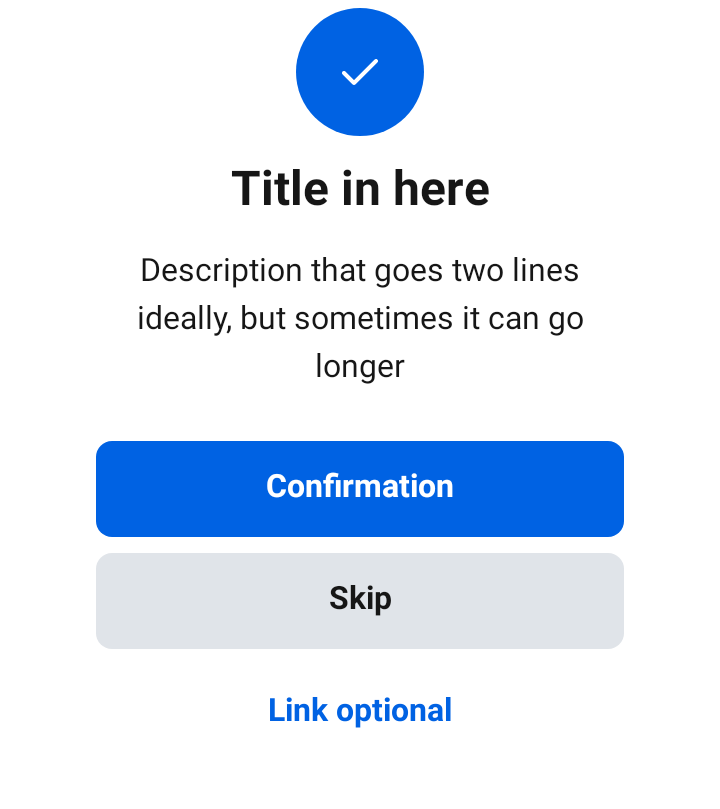 Title in here
Description that goes two lines
ideally, but sometimes it can go
longer
Confirmation
Skip
Link optional